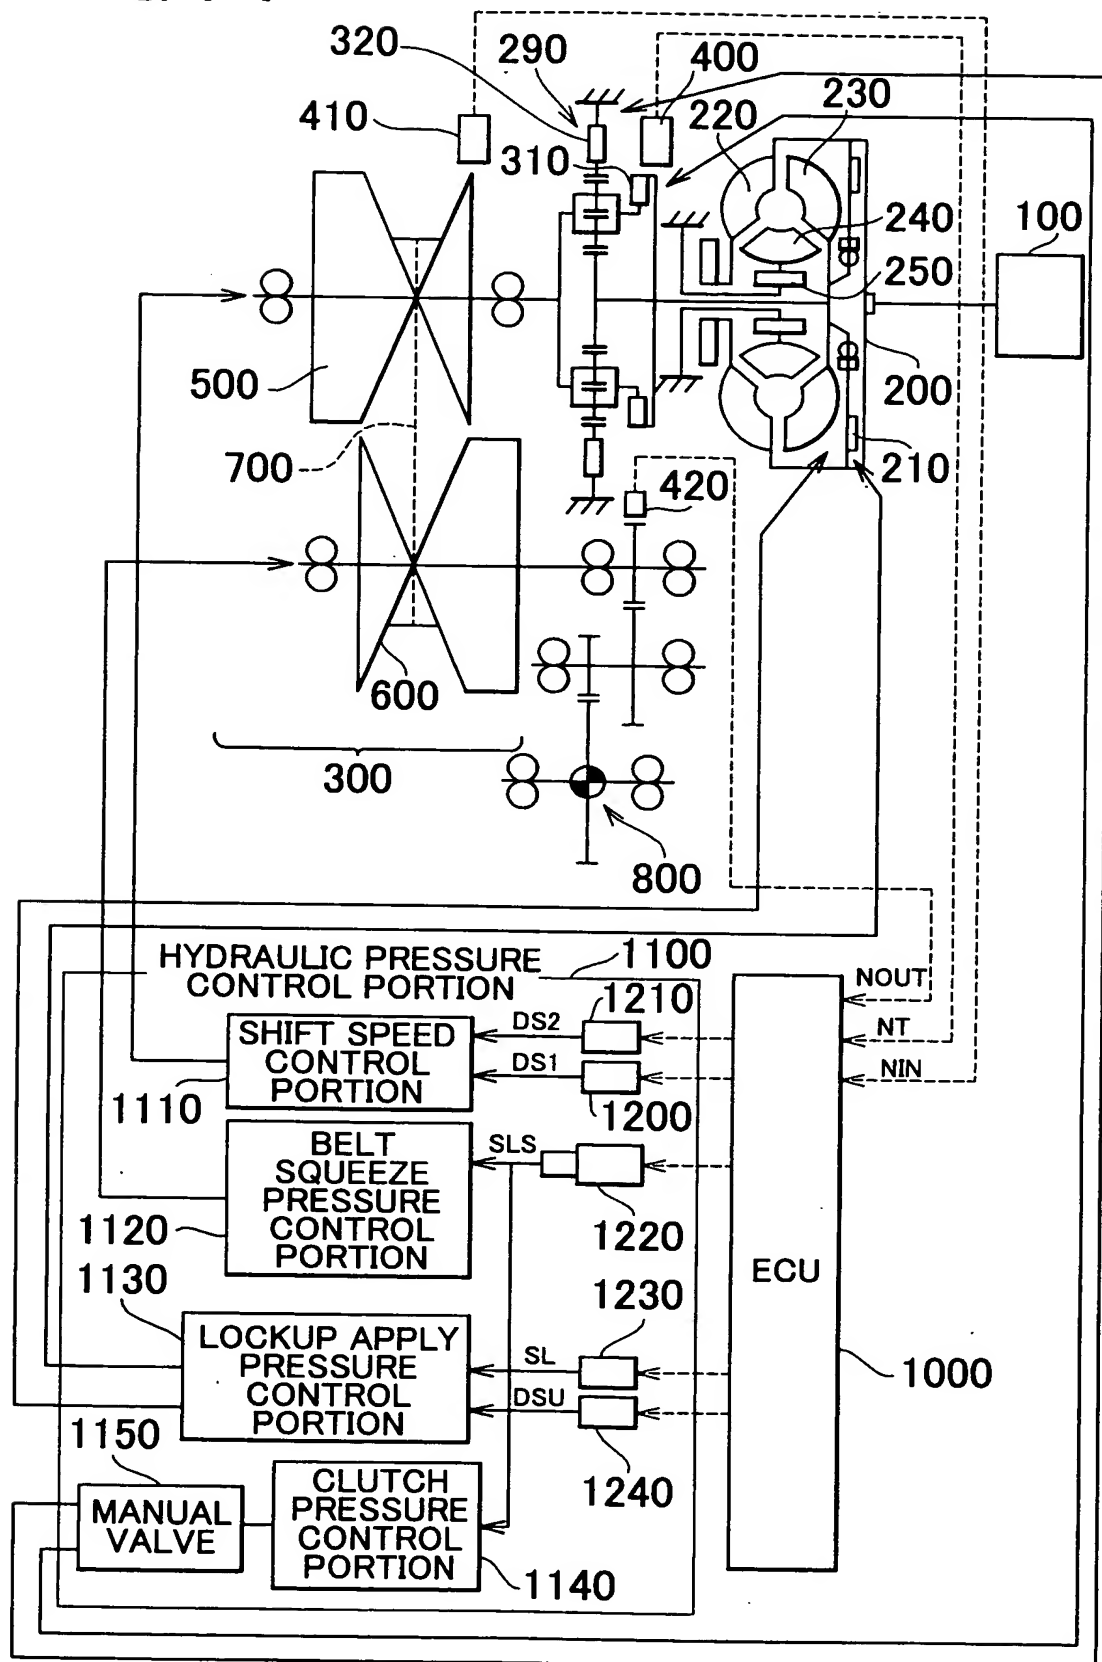 320
290
400
410
220
230
310
240
100
250
500
200
700
210
420
600
300
800
HYDRAULIC PRESSURE
CONTROL PORTION
1100
NOUT
1210
DS2
NT
SHIFT SPEED
CONTROL
PORTION
DS1
NIN
1110
1200
BELT
SQUEEZE
PRESSURE
CONTROL
PORTION
SLS
1120
1220
ECU
1130
1230
LOCKUP APPLY
PRESSURE
CONTROL
PORTION
SL
1000
DSU
1150
1240
CLUTCH
PRESSURE
CONTROL
PORTION
MANUAL
VALVE
1140